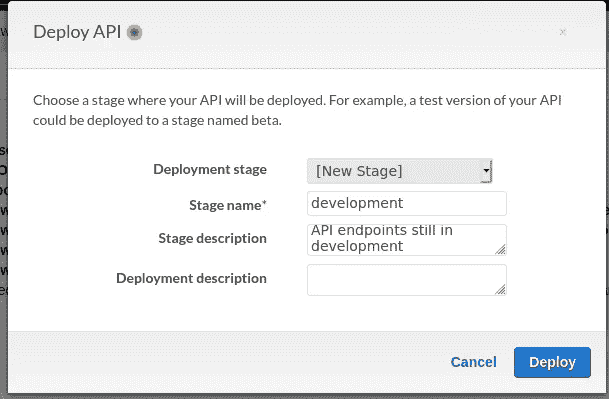 Deploy API
×
Choose a stage where your API will be deployed. For example, a test version of your API
could be deployed to a stage named beta.
Deployment stage [New Stage]
Stage name* development
Stage description API endpoints still in
development
Deployment description
Cancel Deploy